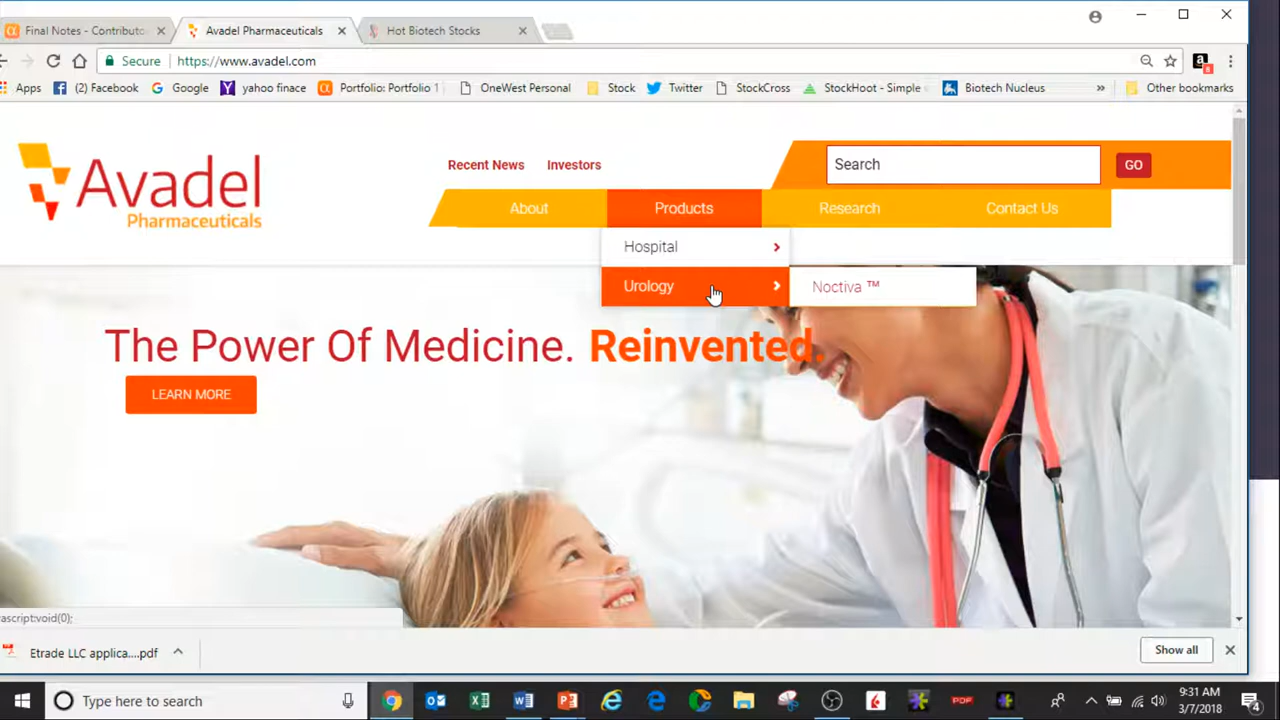 Final Notes - Contributo
Avadel Pharmaceuticals
Hot Biotech Stocks
Secure
https://www.avadel.com
a
8
Apps
(2) Facebook
Google
yahoo finace
Portfolio: Portfolio 1
OneWest Personal
Stock
Twitter
StockCross
StockHoot - Simple
Biotech Nucleus
»
Other bookmarks
Avadel
Pharmaceuticals
Recent News
Investors
Search
GO
About
Products
Research
Contact Us
Hospital
Urology
Noctiva ™
The Power Of Medicine. Reinvented.
LEARN MORE
ascript:void(0);
Etrade LLC applica....pdf
Show all
Type here to search
PDF
9:31 AM
3/7/2018
4